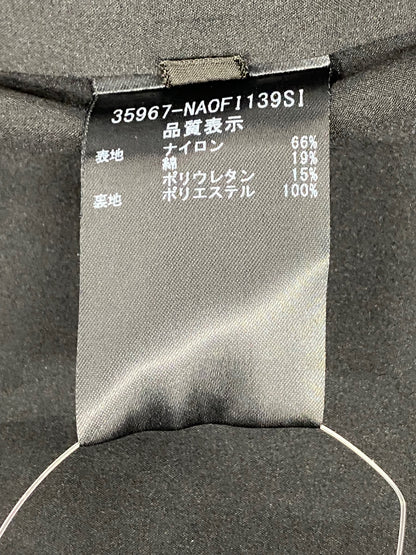 35967-NAOFI139SI
品質表示
表地 ナイロン 66%
綿 19%
ポリウレタン 15%
裏地 ポリエステル 100%